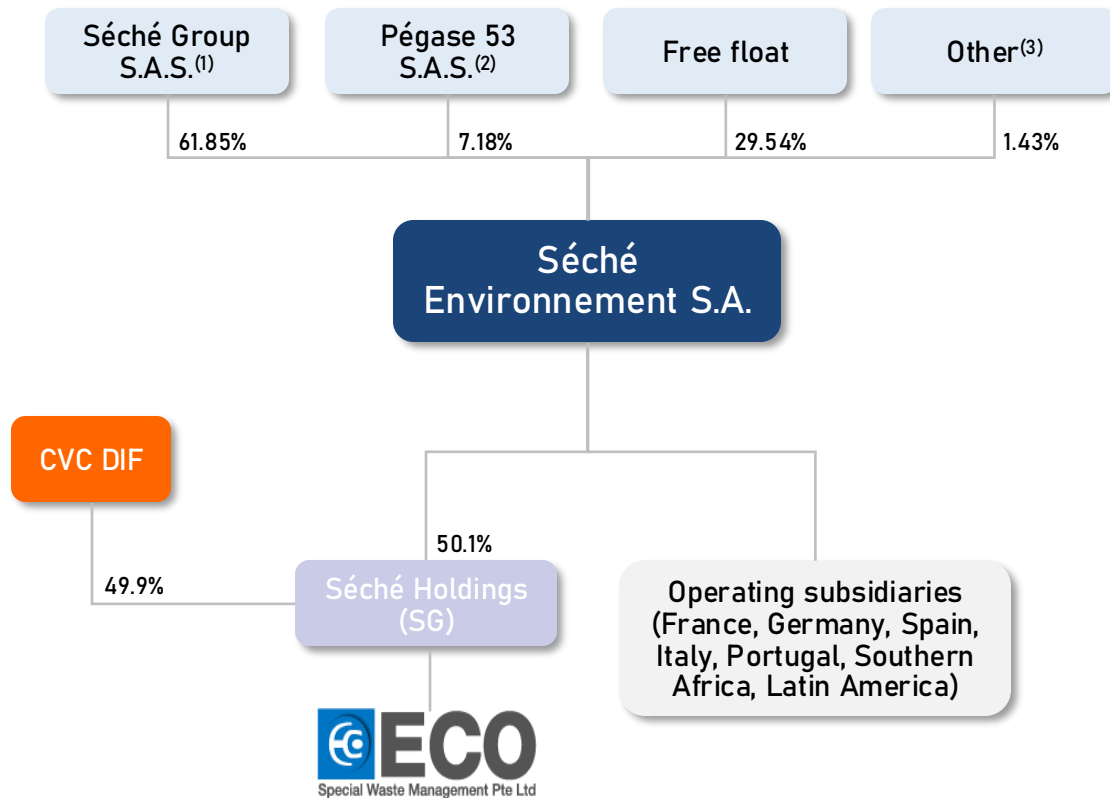 Séché Group
S.A.S.(1)
Pégase 53
S.A.S.(2)
Free float
Other(3)
61.85%
7.18%
29.54%
1.43%
Séché
Environnement S.A.
CVC DIF
50.1%
49.9%
Séché Holdings
(SG)
Operating subsidiaries
(France, Germany, Spain,
Italy, Portugal, Southern
Africa, Latin America)
ECO
Special Waste Management Pte Ltd